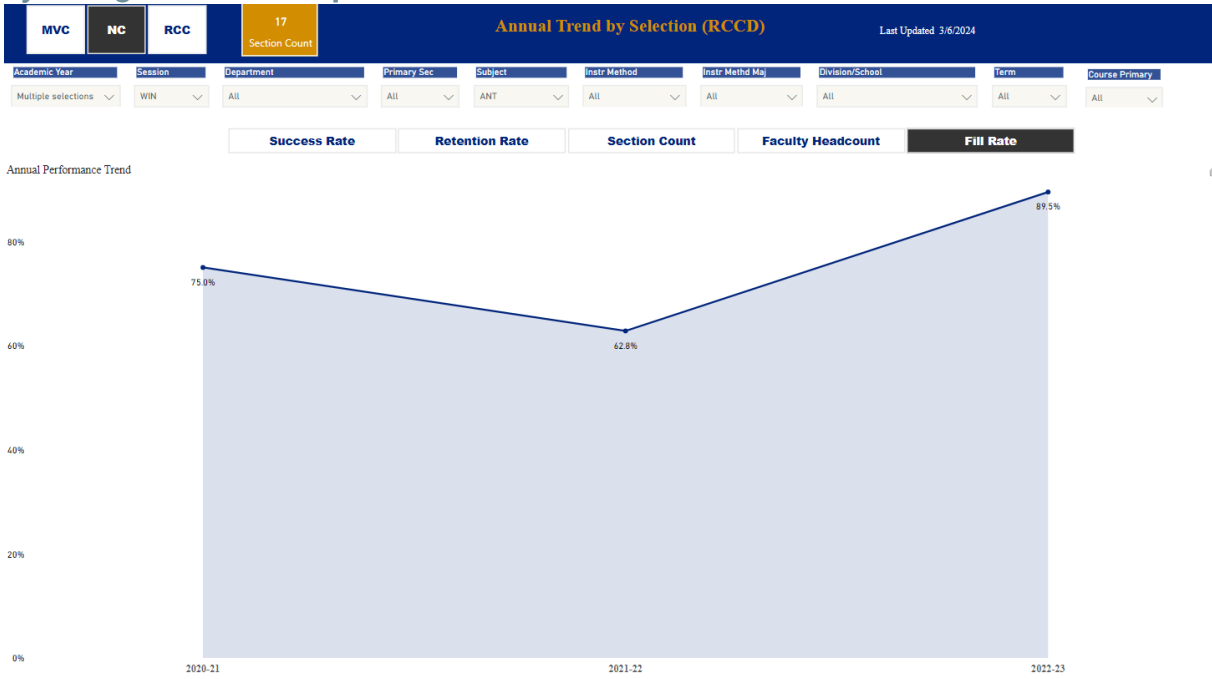 MVC
NC
RCC
17
Section Count
Annual Trend by Selection (RCCD)
Last Updated 3/6/2024
Academic Year
Session
Department
Primary Sec
Subject
Instr Method
Instr Methd Maj
Division/School
Term
Course Primary
Multiple selections
WIN
All
All
ANT
All
All
All
All
All
Success Rate
Retention Rate
Section Count
Faculty Headcount
Fill Rate
Annual Performance Trend
89.5%
80%
75.0%
62.8%
60%
40%
20%
0%
2020-21
2021-22
2022-23